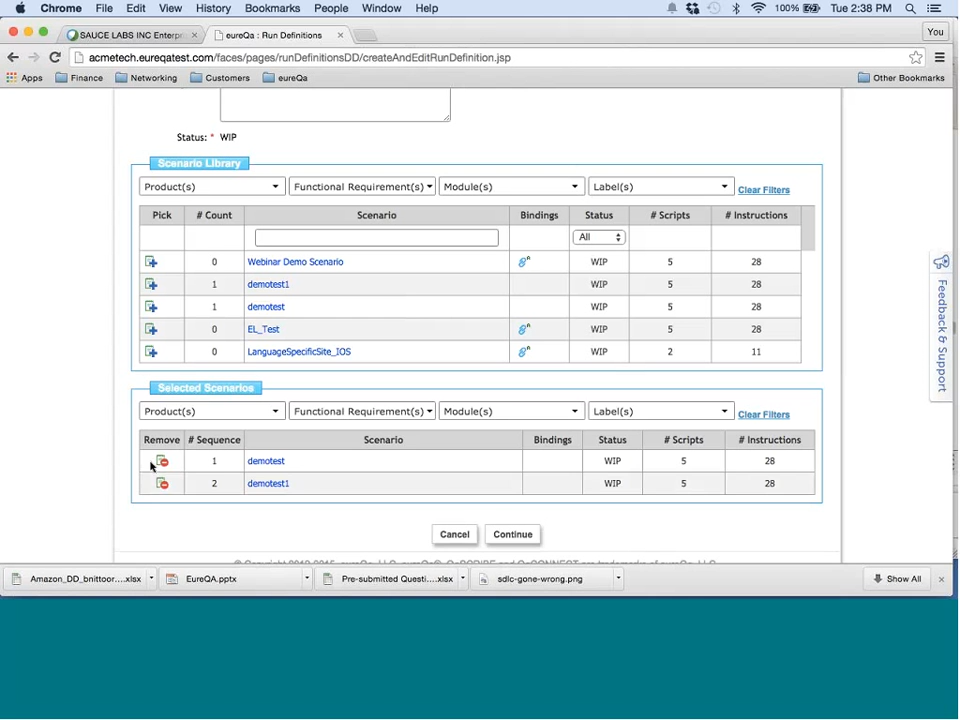 Chrome File Edit View History Bookmarks People Window Help 100% Tue 2:38 PM
SAUCE LABS INC Enterp eureQa : Run Definitions You
acmetech.eureqatest.com/faces/pages/runDefinitionsDD/createAndEditRunDefinition.jsp
Apps Finance Networking Customers eureQa Other Bookmarks
Status: * WIP
Scenario Library
Product(s) Functional Requirement(s) Module(s) Label(s) Clear Filters
Pick # Count Scenario Bindings Status # Scripts # Instructions
All
0 Webinar Demo Scenario WIP 5 28
1 demotest1 WIP 5 28
1 demotest WIP 5 28
0 EL_Test WIP 5 28
0 LanguageSpecificSite_IOS WIP 2 11
Feedback & Support
Selected Scenarios
Product(s) Functional Requirement(s) Module(s) Label(s) Clear Filters
Remove # Sequence Scenario Bindings Status # Scripts # Instructions
1 demotest WIP 5 28
2 demotest1 WIP 5 28
Cancel Continue
Amazon_DD_brittoor....xlsx EureQA.pptx Pre-submitted Questi....xlsx sdlc-gone-wrong.png Show All